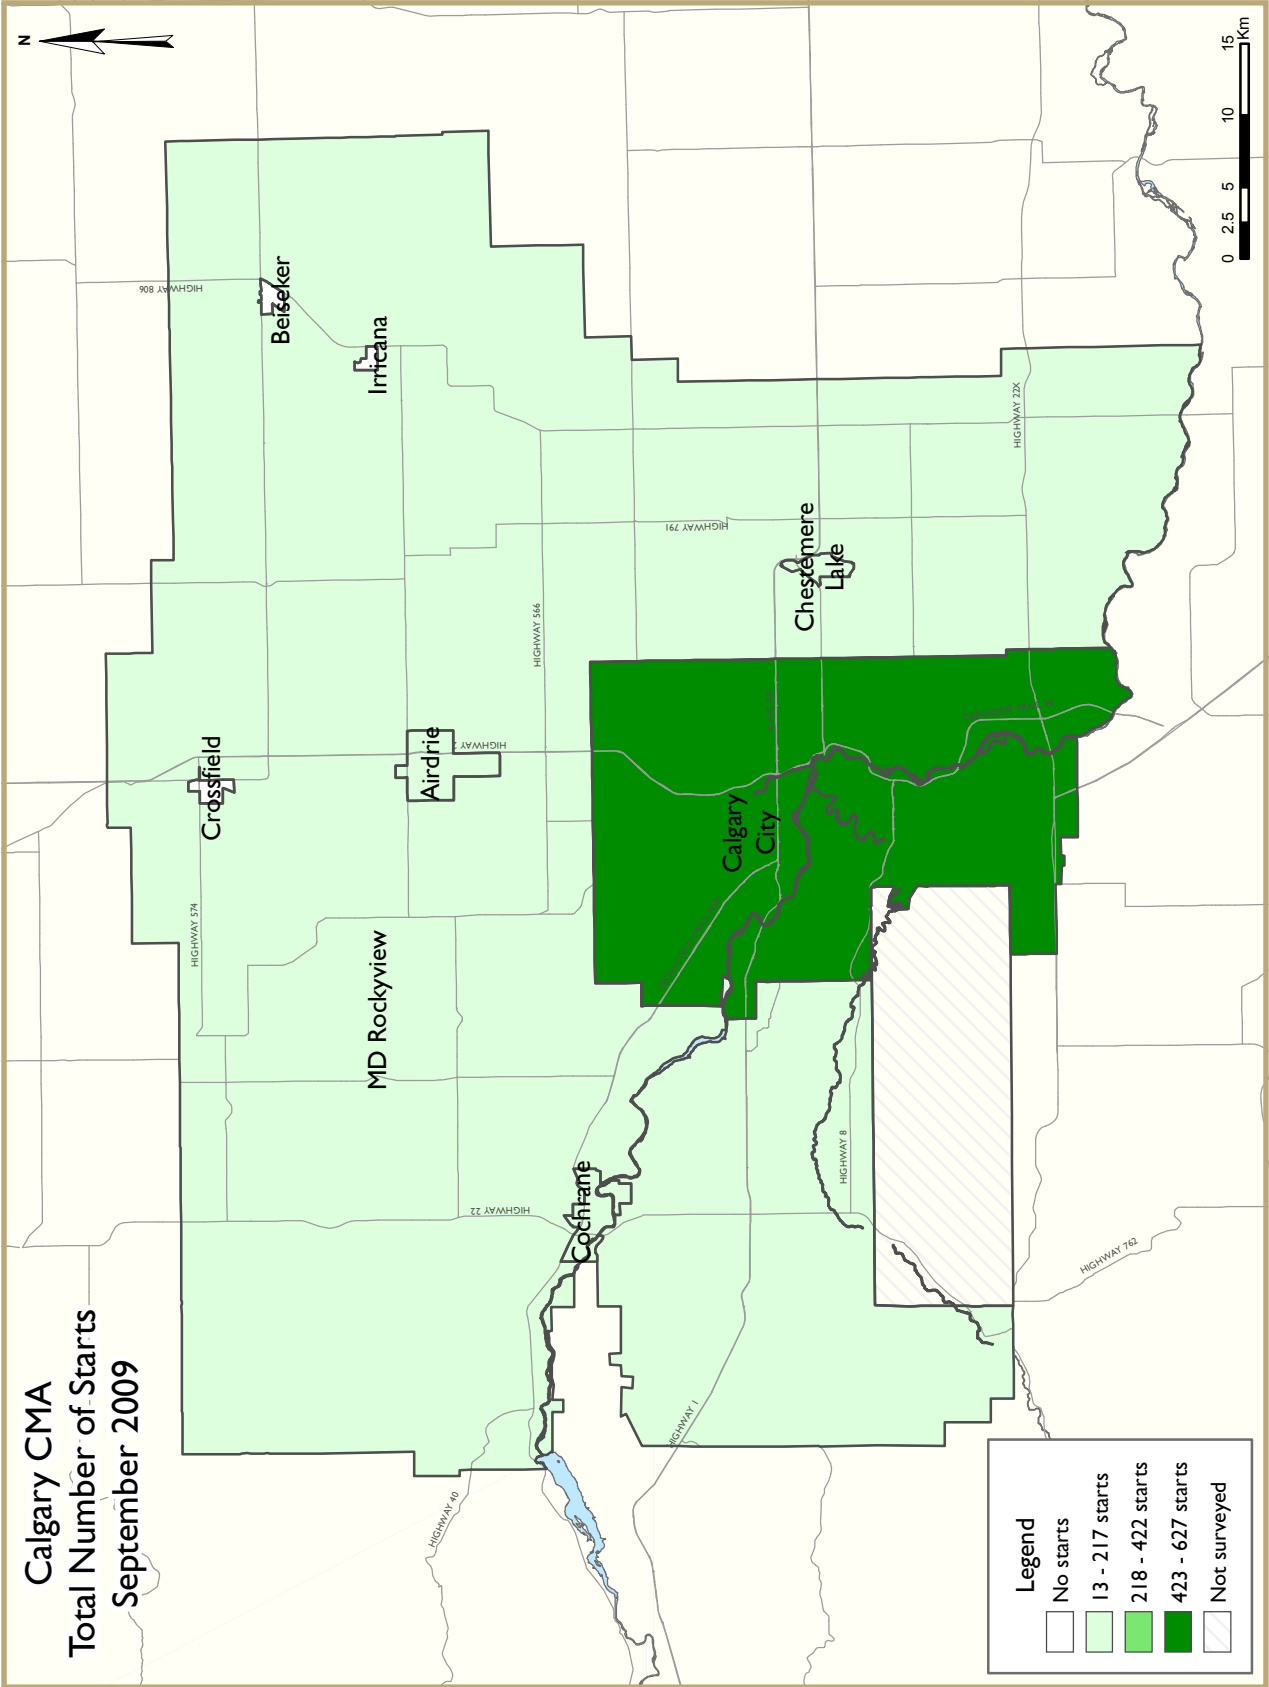 Calgary CMA
Total Number of Starts
September 2009
N
HIGHWAY 806
Beiseker
Irricana
Crossfield
HIGHWAY 574
Airdrie
HIGHWAY 2
HIGHWAY 566
HIGHWAY 791
HIGHWAY 22X
MD Rockyview
Chestemere
Lake
Calgary
City
Cochrane
HIGHWAY 22
HIGHWAY 8
HIGHWAY 1
HIGHWAY 40
HIGHWAY 762
Legend
No starts
13 - 217 starts
218 - 422 starts
423 - 627 starts
Not surveyed
0 2.5 5 10 15
Km